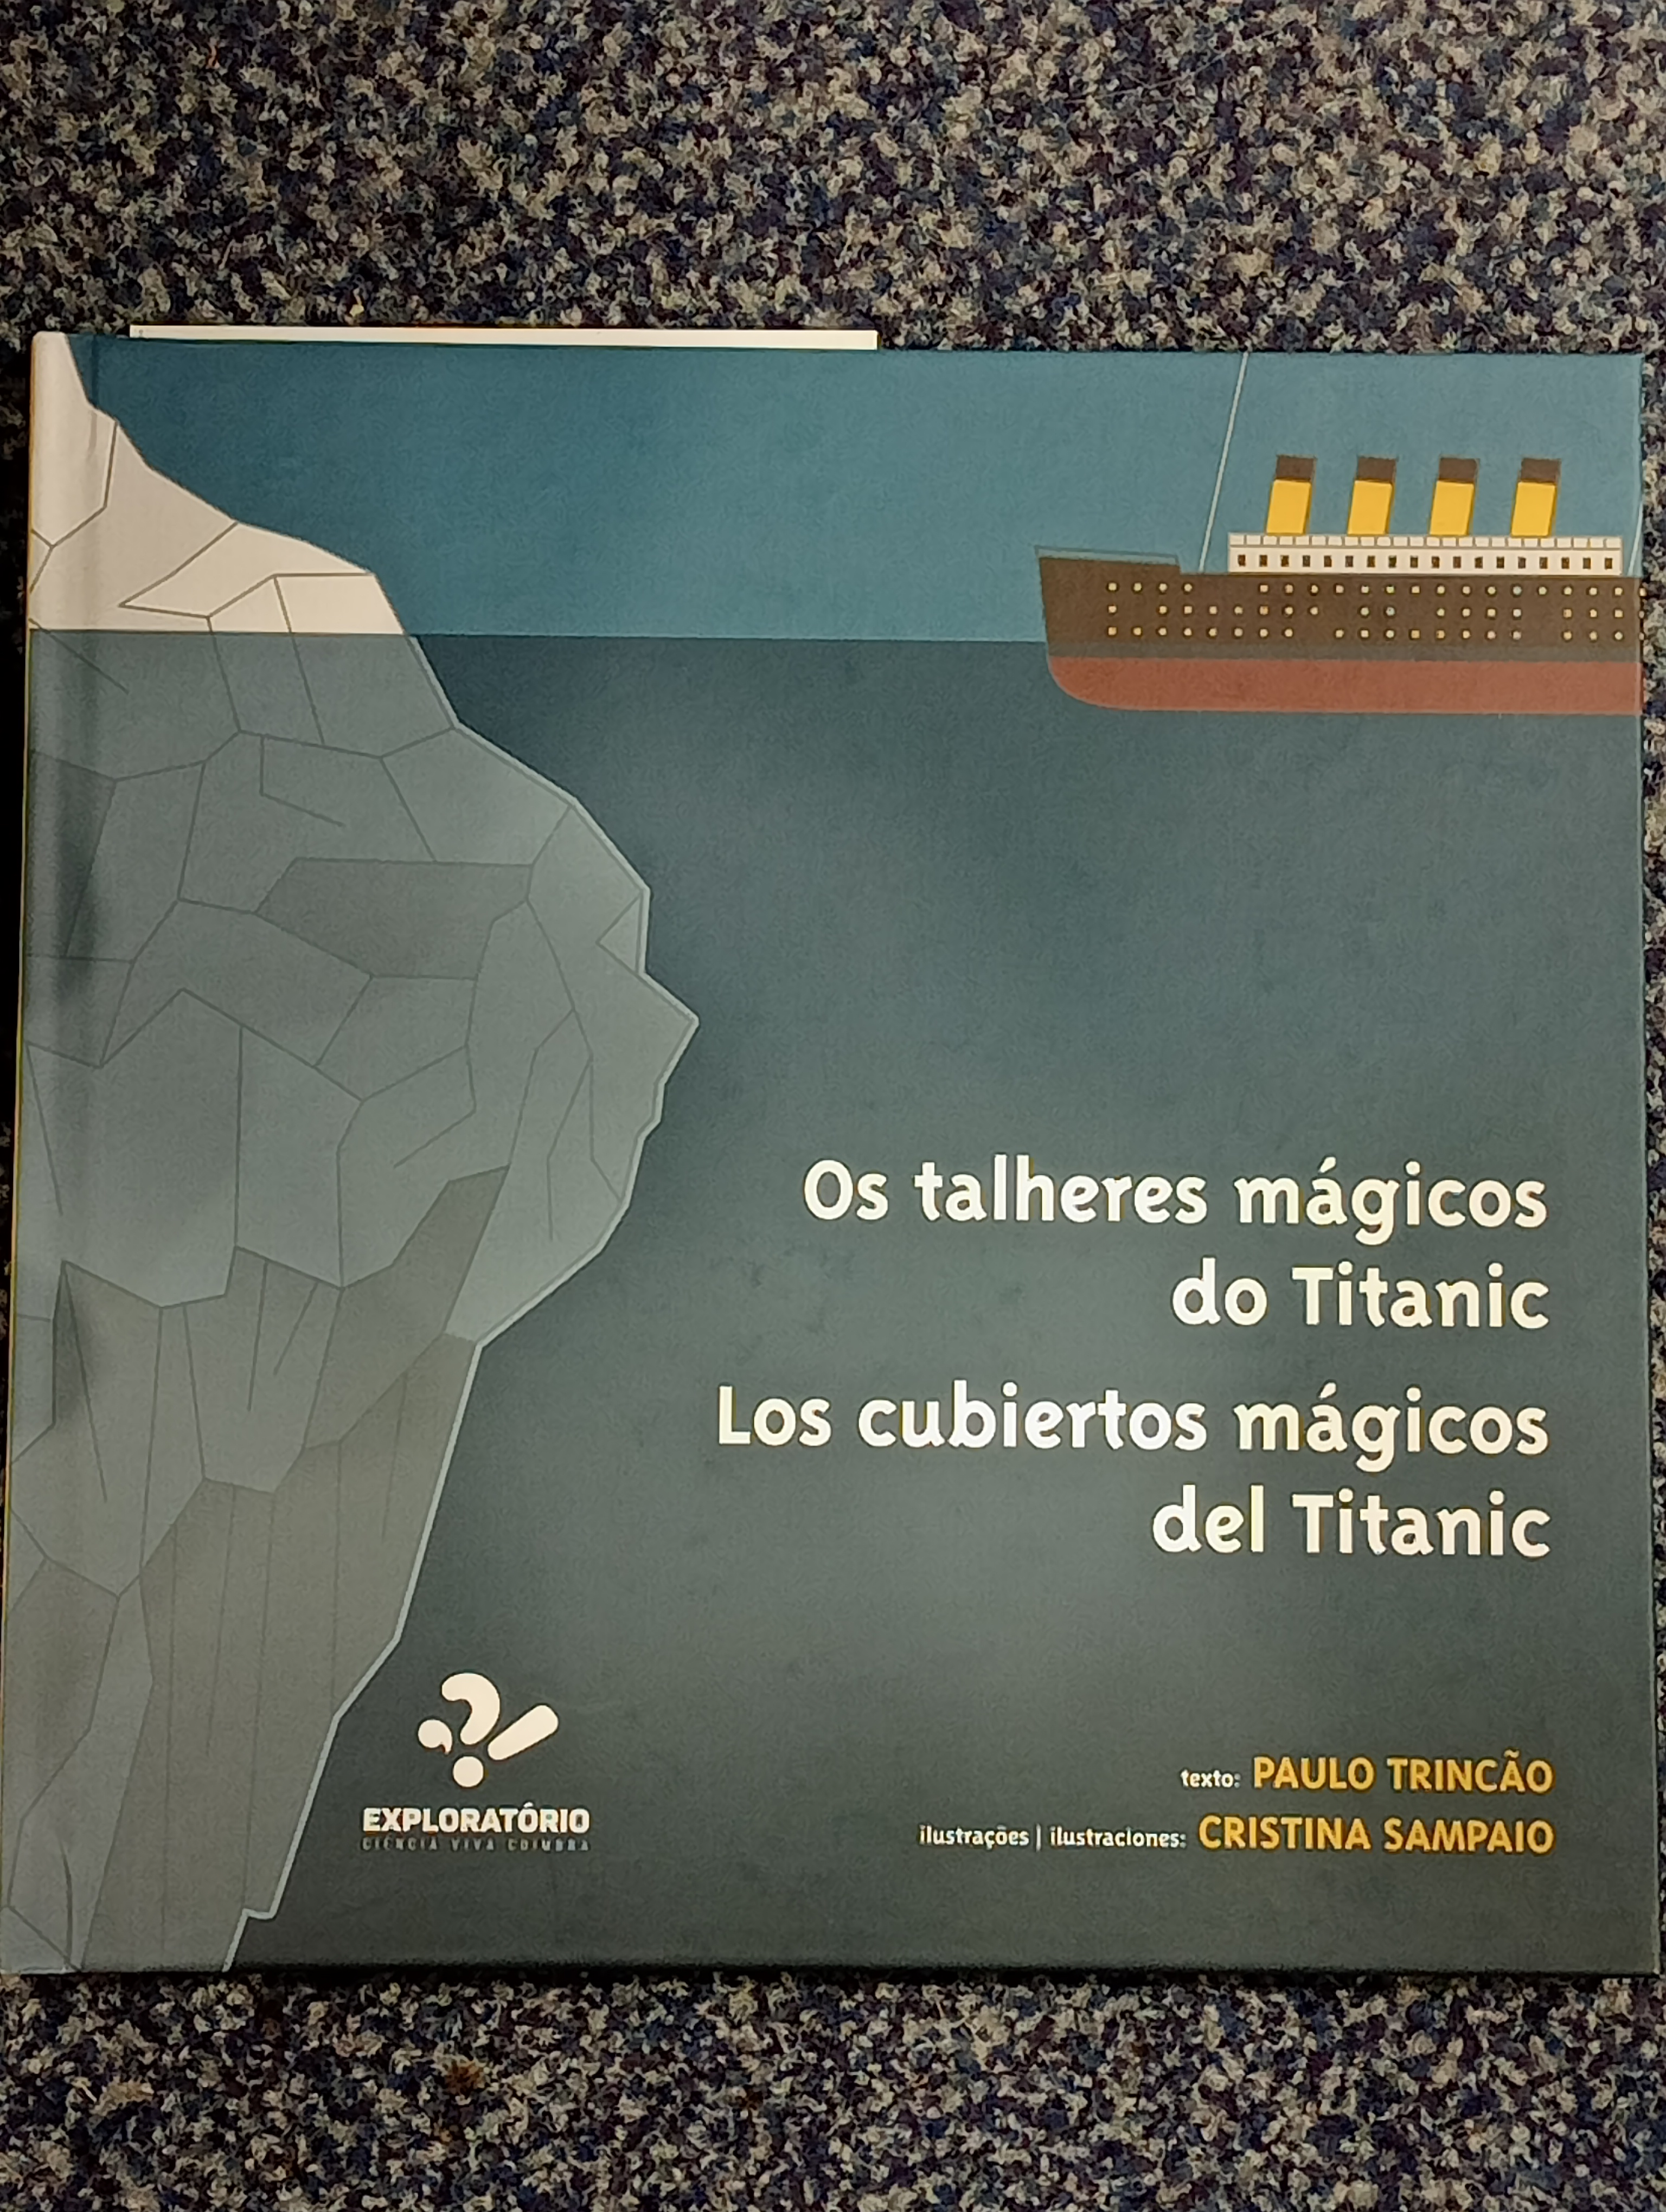 Os talheres mágicos
do Titanic
Los cubiertos mágicos
del Titanic
EXPLORATÓRIO
CIÊNCIA VIVA COIMBRA
texto: PAULO TRINCÃO
ilustrações | ilustraciones: CRISTINA SAMPAIO